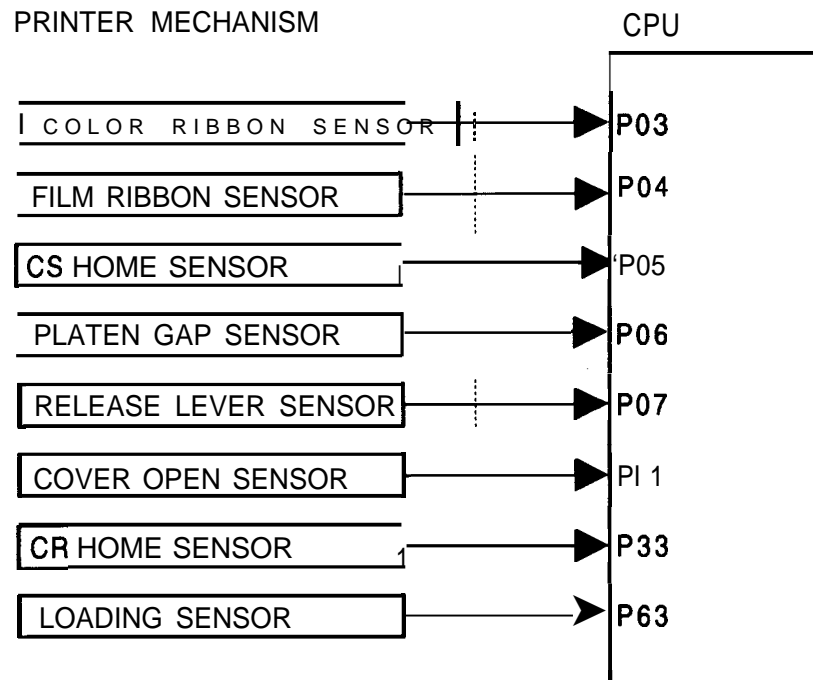 PRINTER MECHANISM CPU
COLOR RIBBON SENSOR P03
FILM RIBBON SENSOR P04
CS HOME SENSOR 'P05
PLATEN GAP SENSOR P06
RELEASE LEVER SENSOR P07
COVER OPEN SENSOR PI 1
CR HOME SENSOR P33
LOADING SENSOR P63